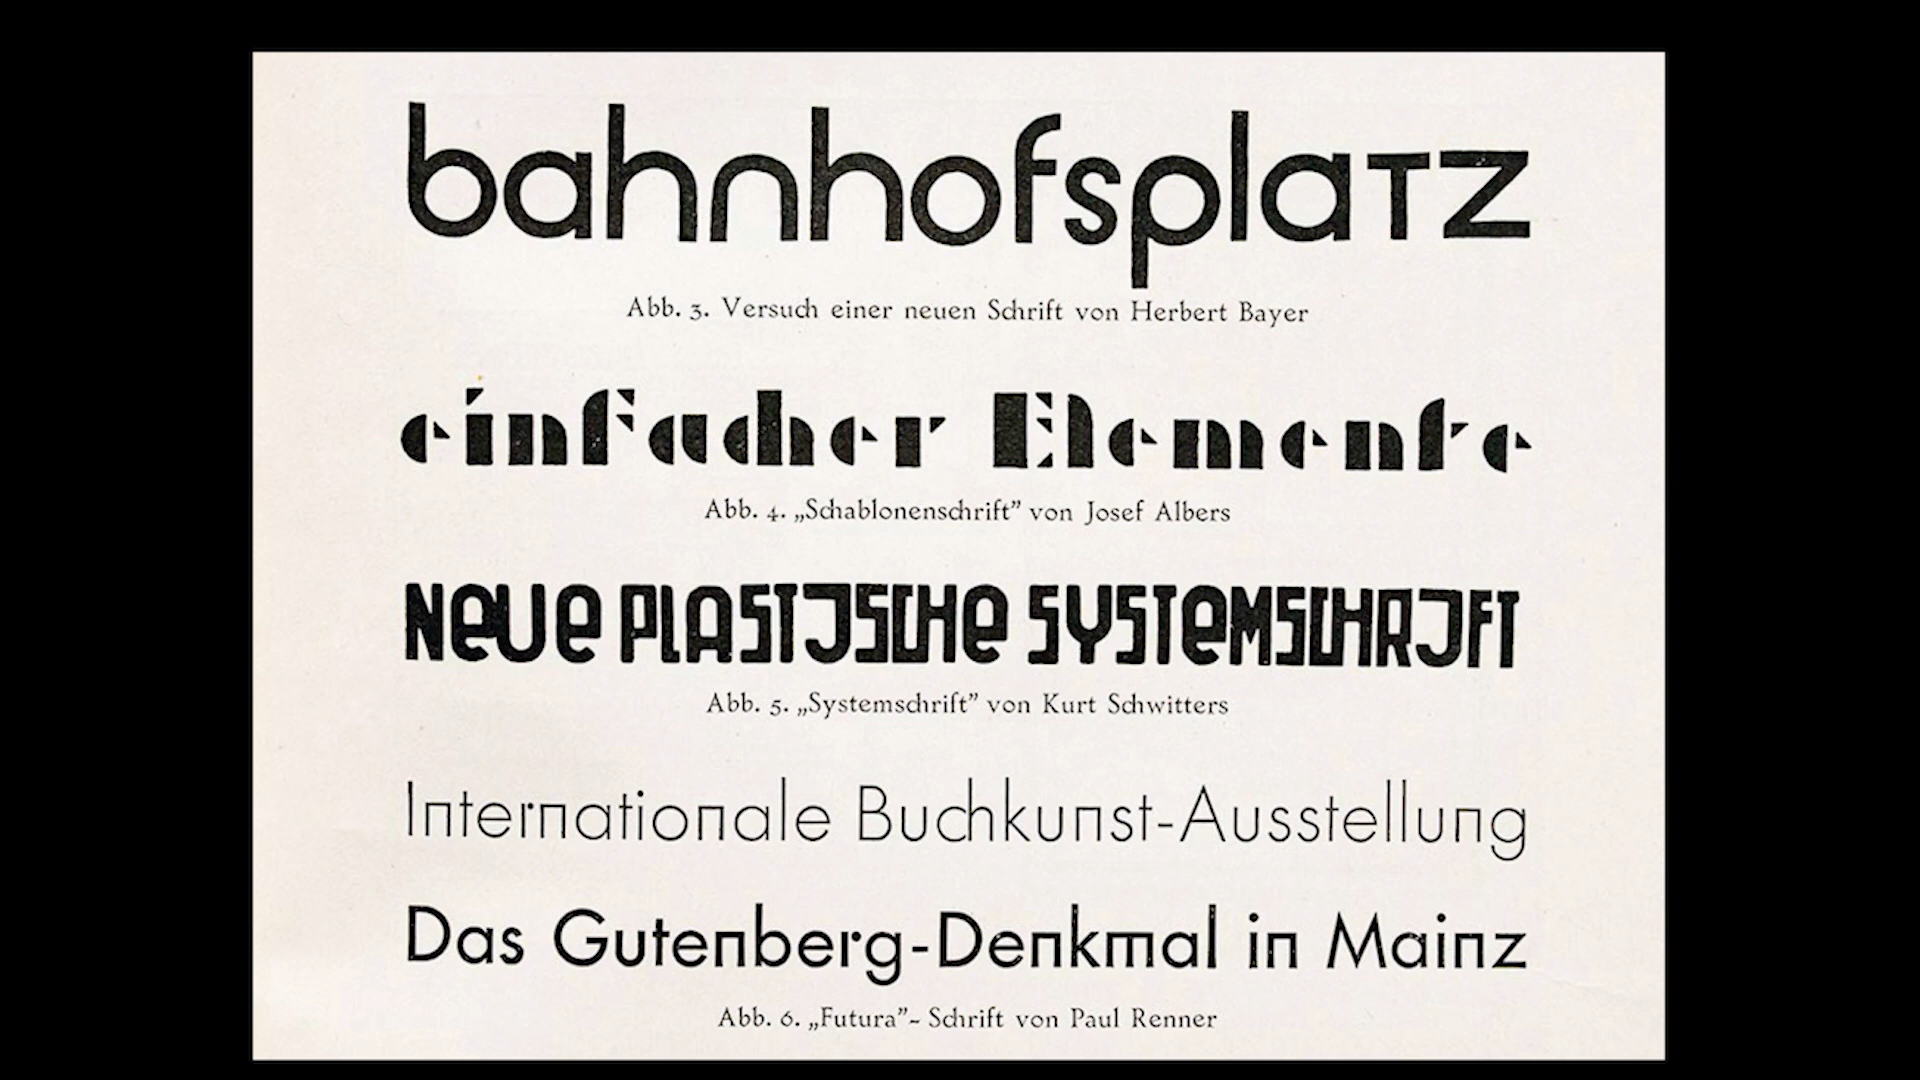 bahnhofsplaTZ
Abb. 3. Versuch einer neuen Schrift von Herbert Bayer
einfacher Elemente
Abb. 4. „Schablonenschrift” von Josef Albers
NeUe PLASTJSCHe SYSTeMSCHRJFT
Abb. 5. „Systemschrift” von Kurt Schwitters
Internationale Buchkunst-Ausstellung
Das Gutenberg-Denkmal in Mainz
Abb. 6. „Futura”- Schrift von Paul Renner